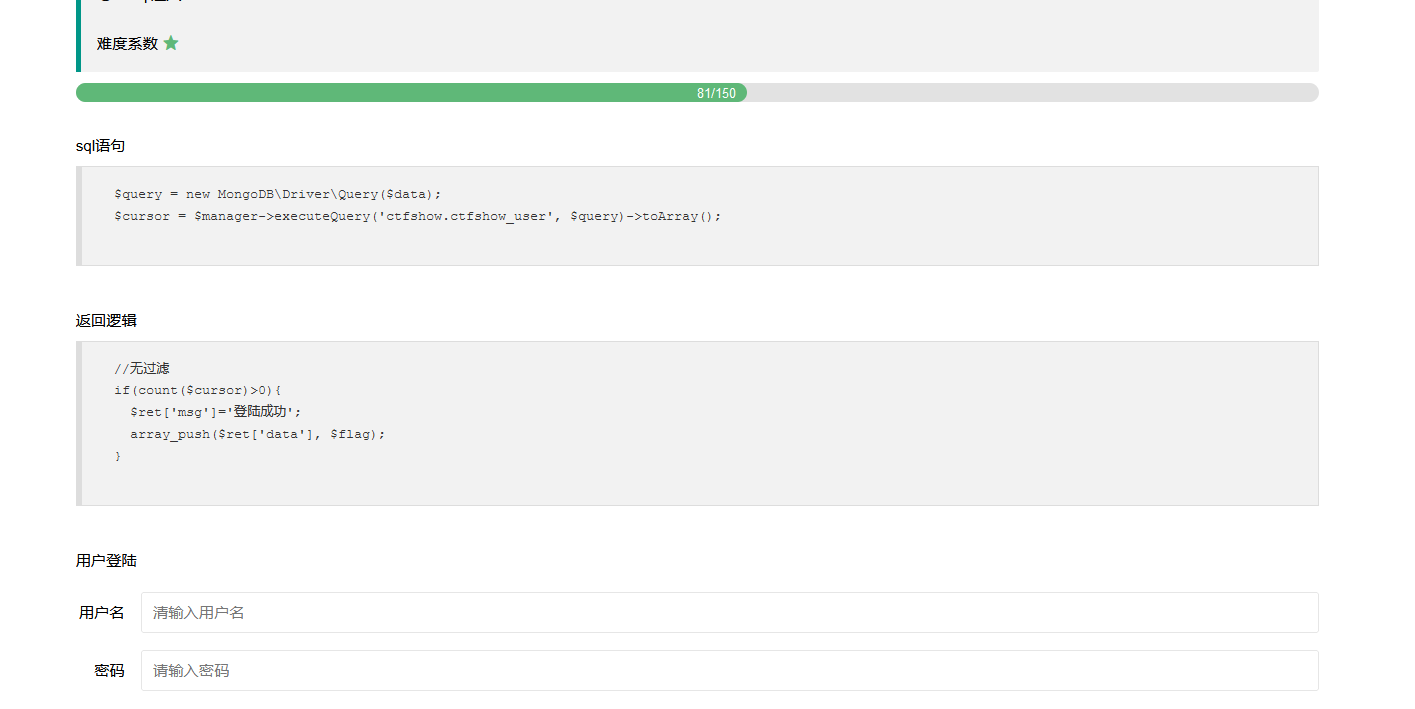 难度系数
81/150
sql语句
$query = new MongoDB\Driver\Query($data);
$cursor = $manager->executeQuery('ctfshow.ctfshow_user', $query)->toArray();
返回逻辑
//无过滤
if(count($cursor)>0){
$ret['msg']='登陆成功';
array_push($ret['data'], $flag);
}
用户登陆
用户名 请输入用户名
密码 请输入密码